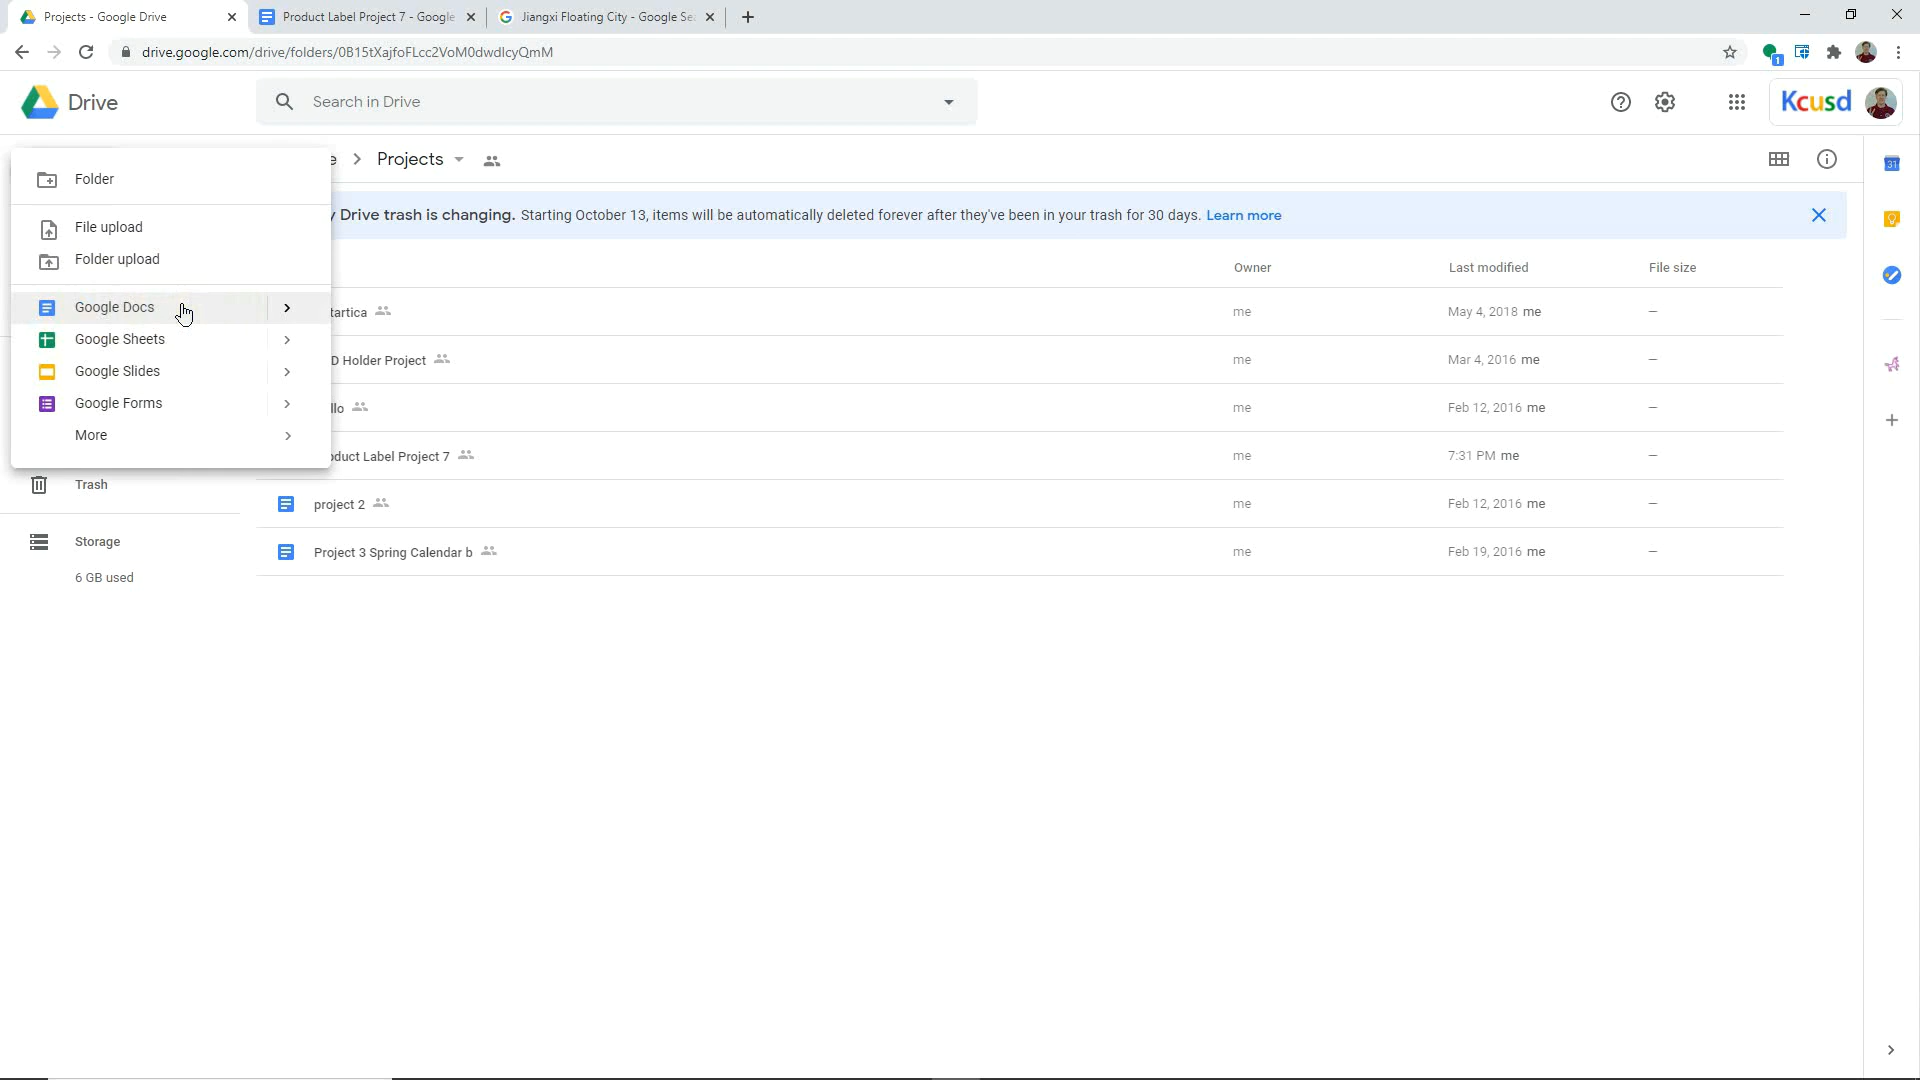 Projects - Google Drive
Product Label Project 7 - Google
Jiangxi Floating City - Google Se
drive.google.com/drive/folders/0B15tXajfoFLcc2VoM0dwdlcyQmM
1
Drive
Search in Drive
Kcusd
Folder
File upload
Folder upload
Google Docs
Google Sheets
Google Slides
Google Forms
More
Trash
Storage
6 GB used
e
Projects
y Drive trash is changing. Starting October 13, items will be automatically deleted forever after they've been in your trash for 30 days. Learn more
Owner Last modified File size
tartica me May 4, 2018 me –
D Holder Project me Mar 4, 2016 me –
llo me Feb 12, 2016 me –
duct Label Project 7 me 7:31 PM me –
project 2 me Feb 12, 2016 me –
Project 3 Spring Calendar b me Feb 19, 2016 me –
31